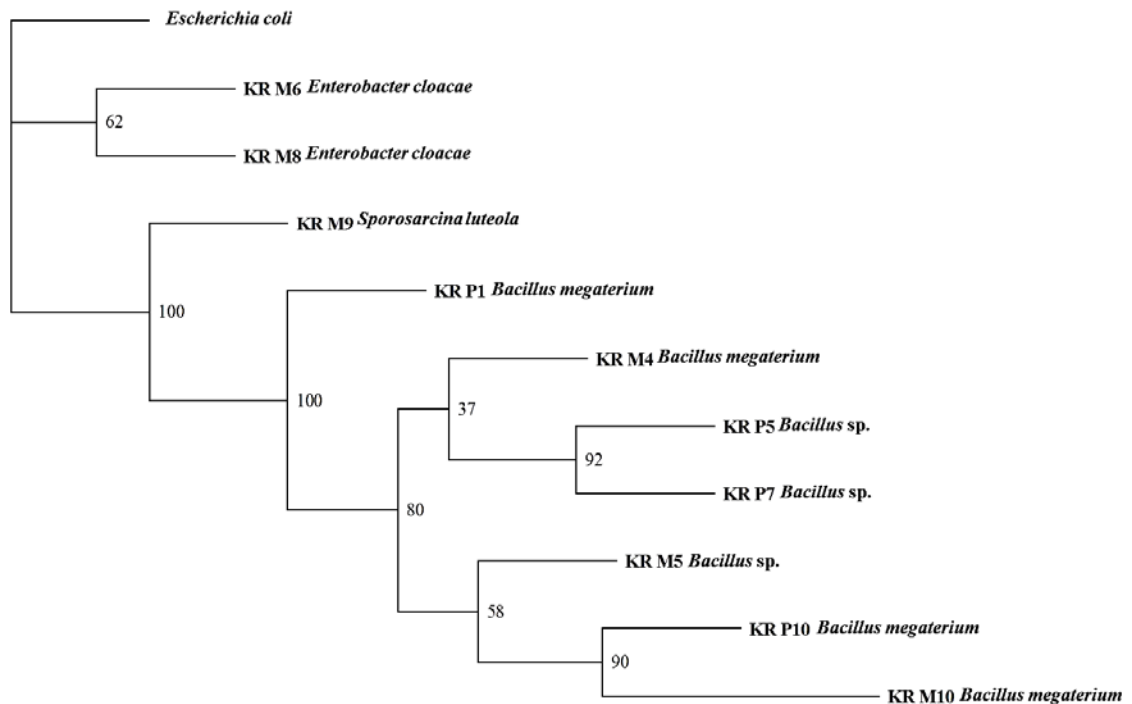 Escherichia coli
KR M6 Enterobacter cloacae
62
KR M8 Enterobacter cloacae
KR M9 Sporosarcina luteola
KR P1 Bacillus megaterium
100
KR M4 Bacillus megaterium
100
37
KR P5 Bacillus sp.
92
KR P7 Bacillus sp.
80
KR M5 Bacillus sp.
58
KR P10 Bacillus megaterium
90
KR M10 Bacillus megaterium